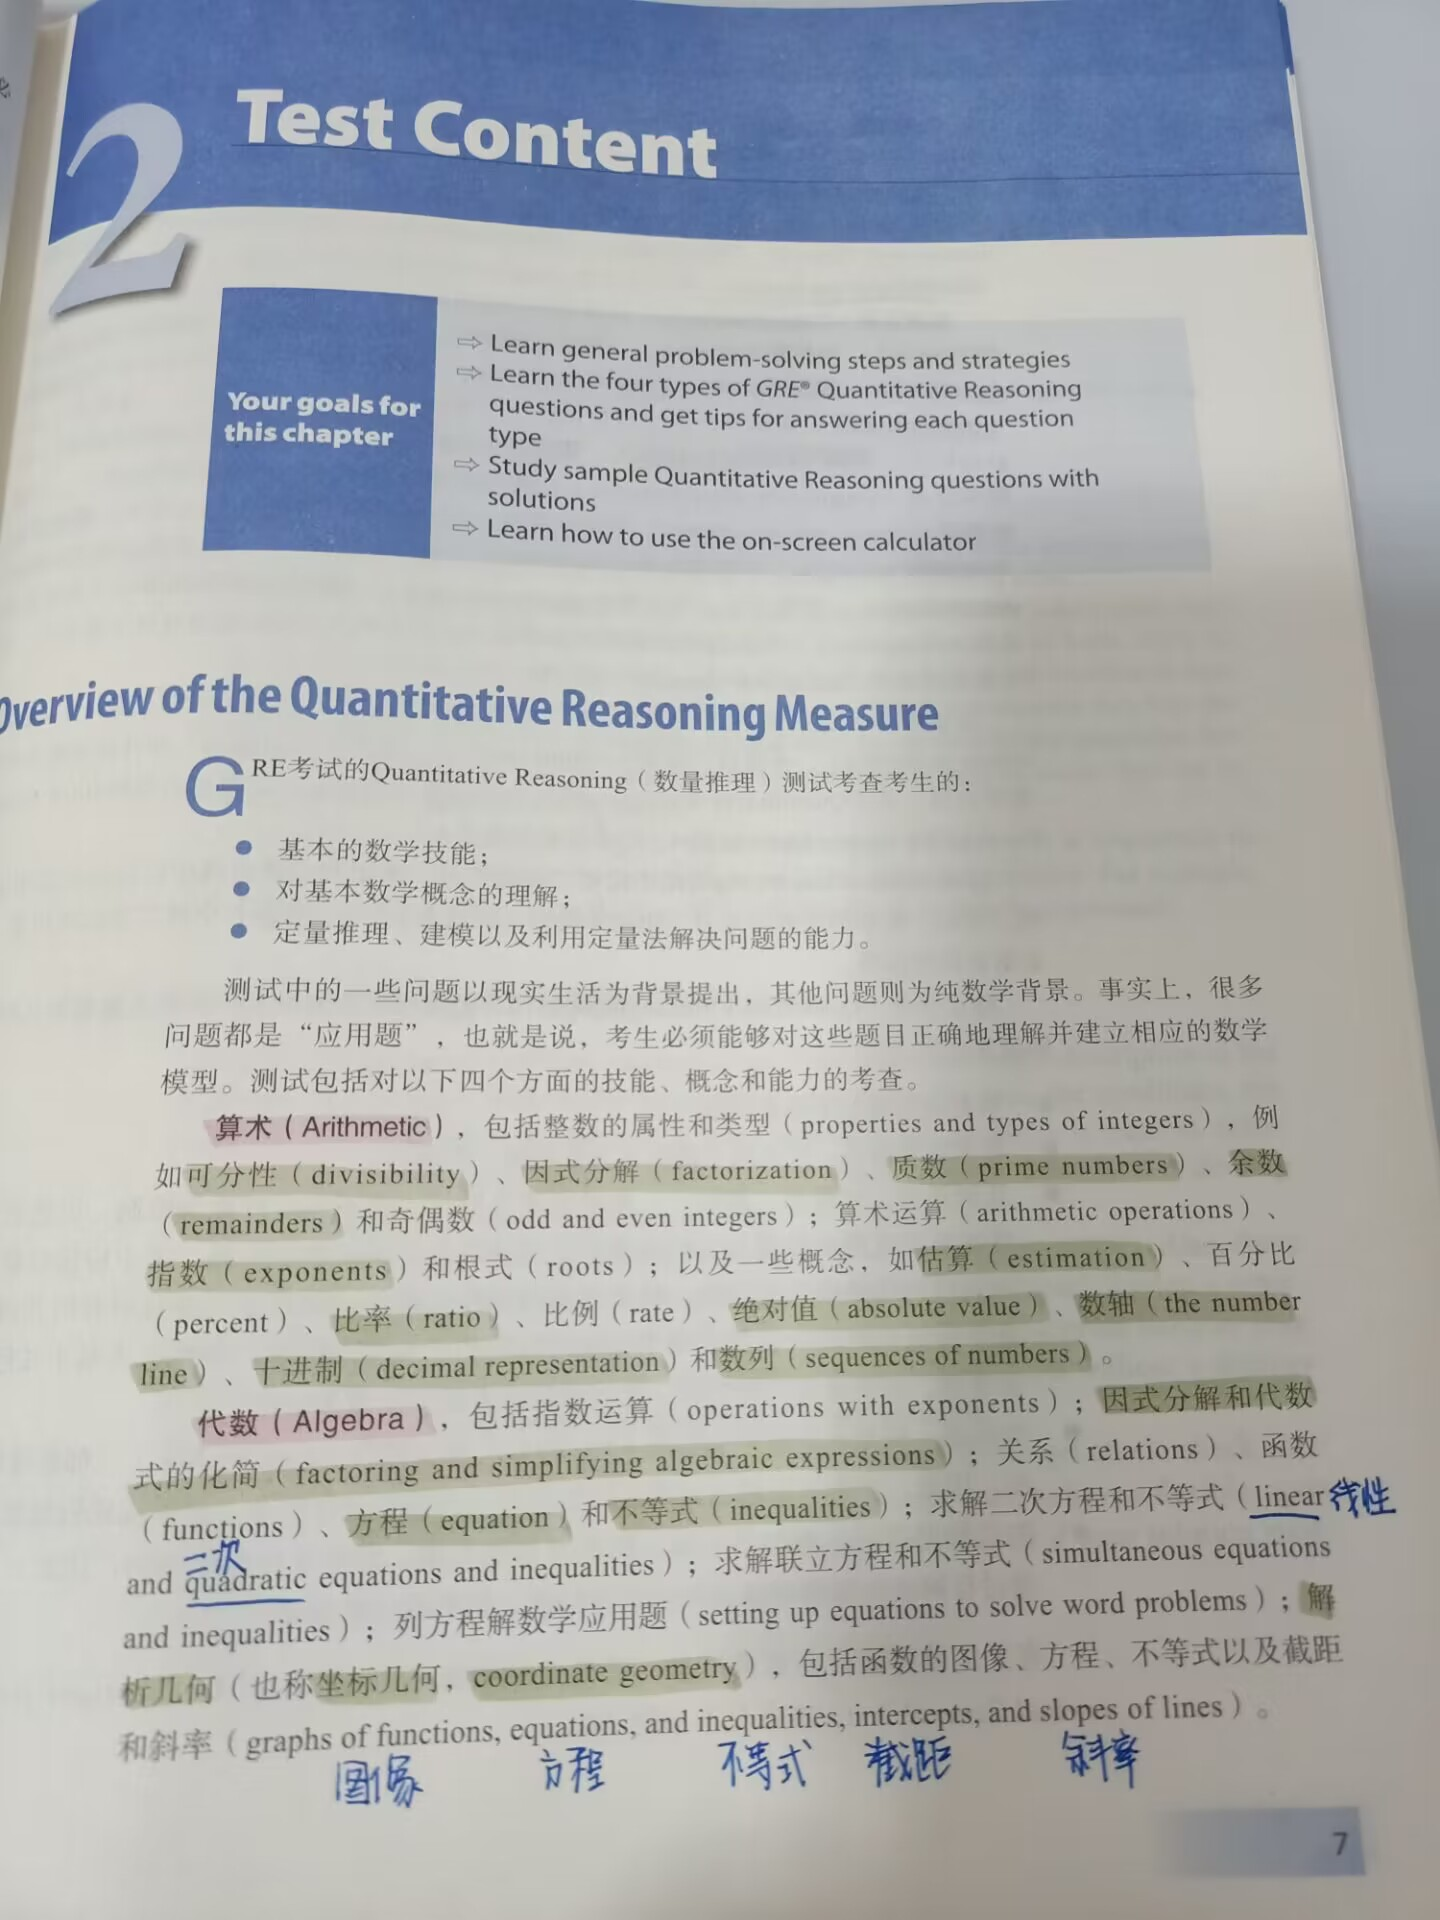 2
Test Content
Your goals for
this chapter
⇨ Learn general problem-solving steps and strategies
⇨ Learn the four types of GRE® Quantitative Reasoning
questions and get tips for answering each question
type
⇨ Study sample Quantitative Reasoning questions with
solutions
⇨ Learn how to use the on-screen calculator
Overview of the Quantitative Reasoning Measure
GRE考试的Quantitative Reasoning（数量推理）测试考查考生的：
● 基本的数学技能；
● 对基本数学概念的理解；
● 定量推理、建模以及利用定量法解决问题的能力。
测试中的一些问题以现实生活为背景提出，其他问题则为纯数学背景。事实上，很多
问题都是“应用题”，也就是说，考生必须能够对这些题目正确地理解并建立相应的数学
模型。测试包括对以下四个方面的技能、概念和能力的考查。
算术（Arithmetic），包括整数的属性和类型（properties and types of integers），例
如可分性（divisibility）、因式分解（factorization）、质数（prime numbers）、余数
（remainders）和奇偶数（odd and even integers）；算术运算（arithmetic operations）、
指数（exponents）和根式（roots）；以及一些概念，如估算（estimation）、百分比
（percent）、比率（ratio）、比例（rate）、绝对值（absolute value）、数轴（the number
line）、十进制（decimal representation）和数列（sequences of numbers）。
代数（Algebra），包括指数运算（operations with exponents）；因式分解和代数
式的化简（factoring and simplifying algebraic expressions）；关系（relations）、函数
（functions）、方程（equation）和不等式（inequalities）；求解二次方程和不等式（linear 线性
二次
and quadratic equations and inequalities）；求解联立方程和不等式（simultaneous equations
and inequalities）；列方程解数学应用题（setting up equations to solve word problems）；解
析几何（也称坐标几何，coordinate geometry），包括函数的图像、方程、不等式以及截距
和斜率（graphs of functions, equations, and inequalities, intercepts, and slopes of lines）。
图像 方程 不等式 截距 斜率
7